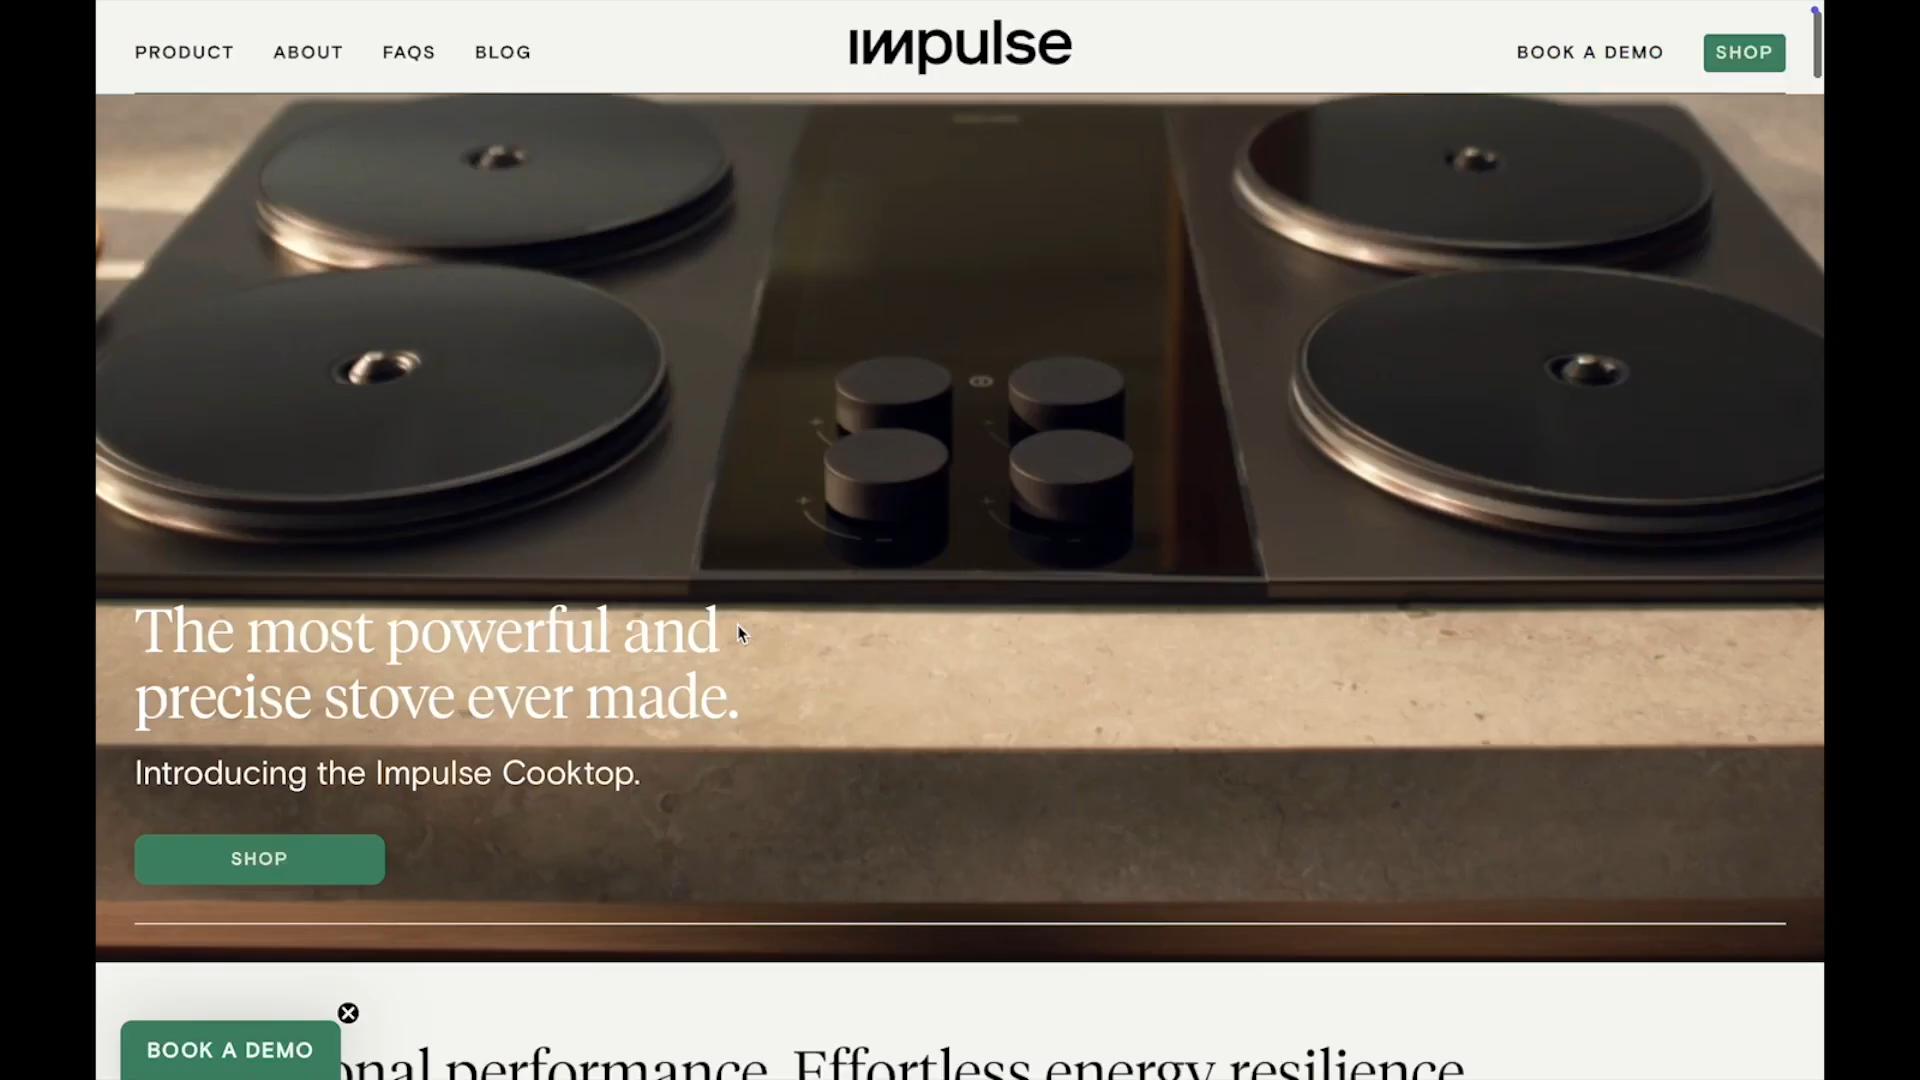 PRODUCT ABOUT FAQS BLOG
impulse
BOOK A DEMO SHOP
The most powerful and
precise stove ever made.
Introducing the Impulse Cooktop.
SHOP
BOOK A DEMO
performance. Effortless energy resilience